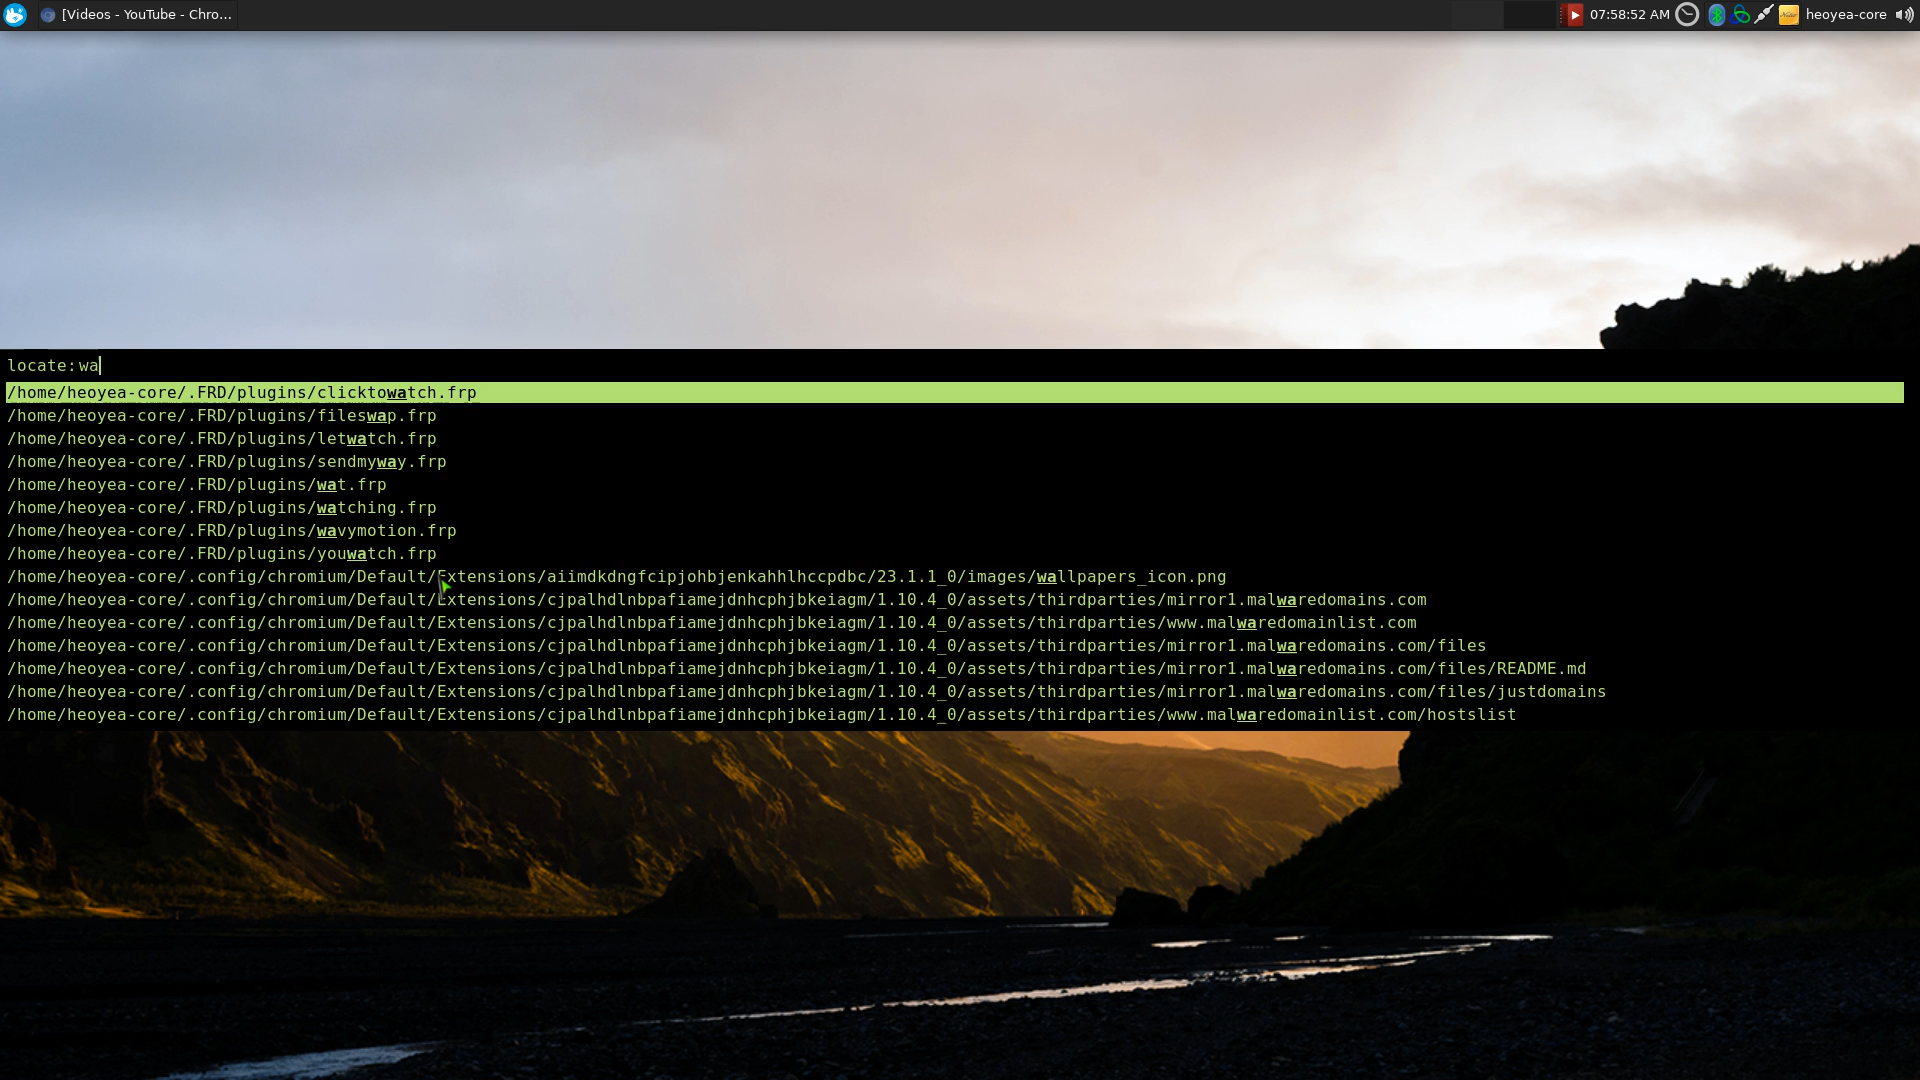 [Videos - YouTube - Chro...
07:58:52 AM
heoyea-core
locate:wa
/home/heoyea-core/.FRD/plugins/clicktowatch.frp
/home/heoyea-core/.FRD/plugins/fileswap.frp
/home/heoyea-core/.FRD/plugins/letwatch.frp
/home/heoyea-core/.FRD/plugins/sendmyway.frp
/home/heoyea-core/.FRD/plugins/wat.frp
/home/heoyea-core/.FRD/plugins/watching.frp
/home/heoyea-core/.FRD/plugins/wavymotion.frp
/home/heoyea-core/.FRD/plugins/youwatch.frp
/home/heoyea-core/.config/chromium/Default/Extensions/aiimdkdngfcipjohbjenkahhlhccpdbc/23.1.1_0/images/wallpapers_icon.png
/home/heoyea-core/.config/chromium/Default/Extensions/cjpalhdlnbpafiamejdnhcphjbkeiagm/1.10.4_0/assets/thirdparties/mirror1.malwaredomains.com
/home/heoyea-core/.config/chromium/Default/Extensions/cjpalhdlnbpafiamejdnhcphjbkeiagm/1.10.4_0/assets/thirdparties/www.malwaredomainlist.com
/home/heoyea-core/.config/chromium/Default/Extensions/cjpalhdlnbpafiamejdnhcphjbkeiagm/1.10.4_0/assets/thirdparties/mirror1.malwaredomains.com/files
/home/heoyea-core/.config/chromium/Default/Extensions/cjpalhdlnbpafiamejdnhcphjbkeiagm/1.10.4_0/assets/thirdparties/mirror1.malwaredomains.com/files/README.md
/home/heoyea-core/.config/chromium/Default/Extensions/cjpalhdlnbpafiamejdnhcphjbkeiagm/1.10.4_0/assets/thirdparties/mirror1.malwaredomains.com/files/justdomains
/home/heoyea-core/.config/chromium/Default/Extensions/cjpalhdlnbpafiamejdnhcphjbkeiagm/1.10.4_0/assets/thirdparties/www.malwaredomainlist.com/hostslist